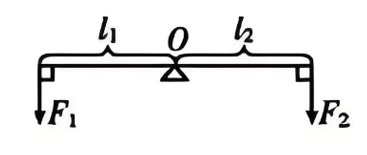 l₁ O l₂
F₁ F₂